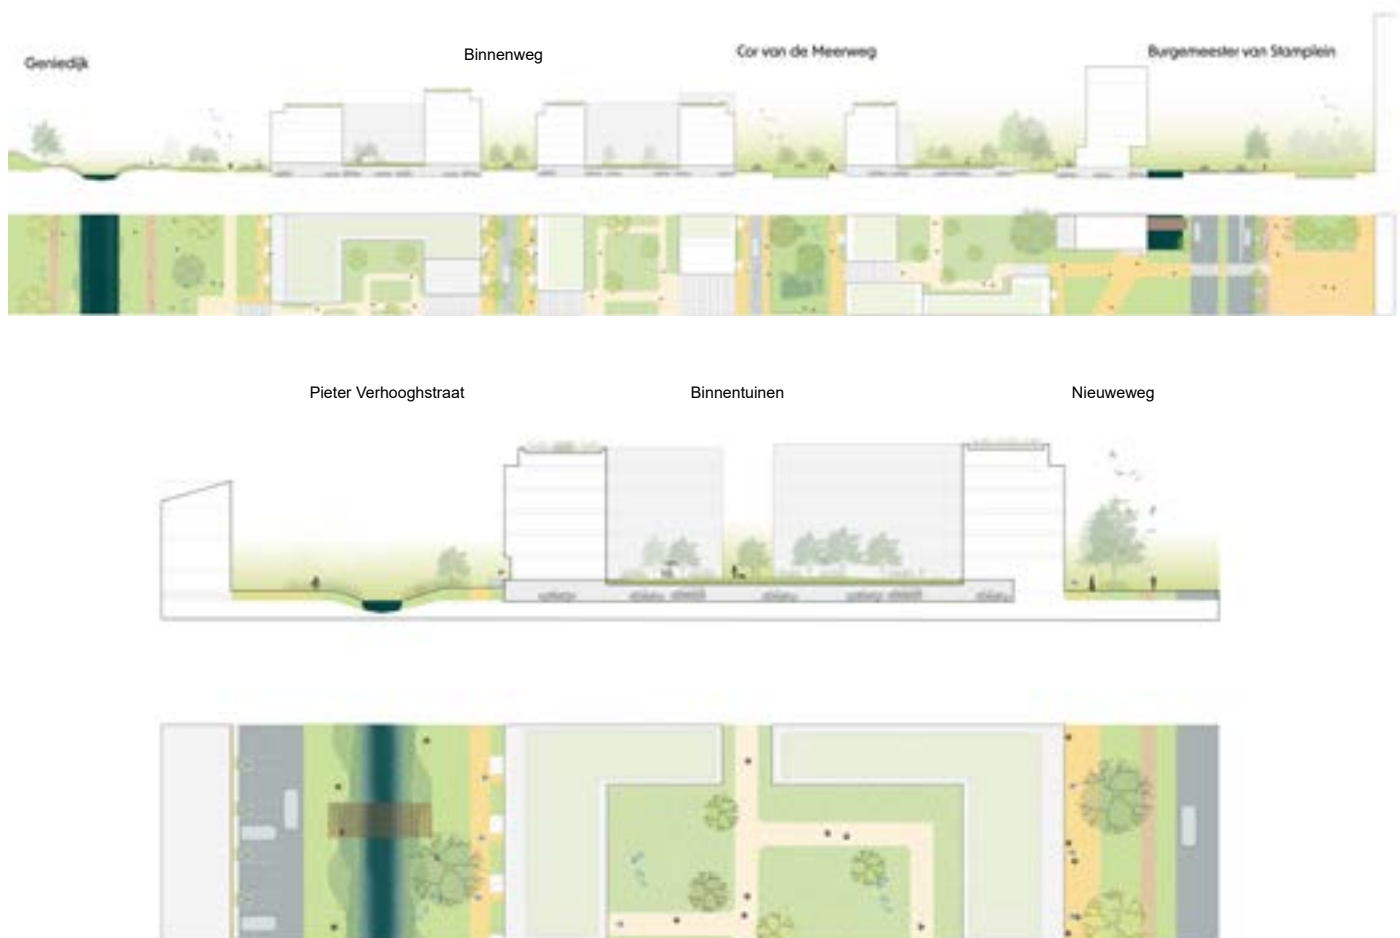 Geniedijk
Binnenweg
Cor van de Meerweg
Burgemeester van Stamplein
Pieter Verhooghstraat
Binnentuinen
Nieuweweg